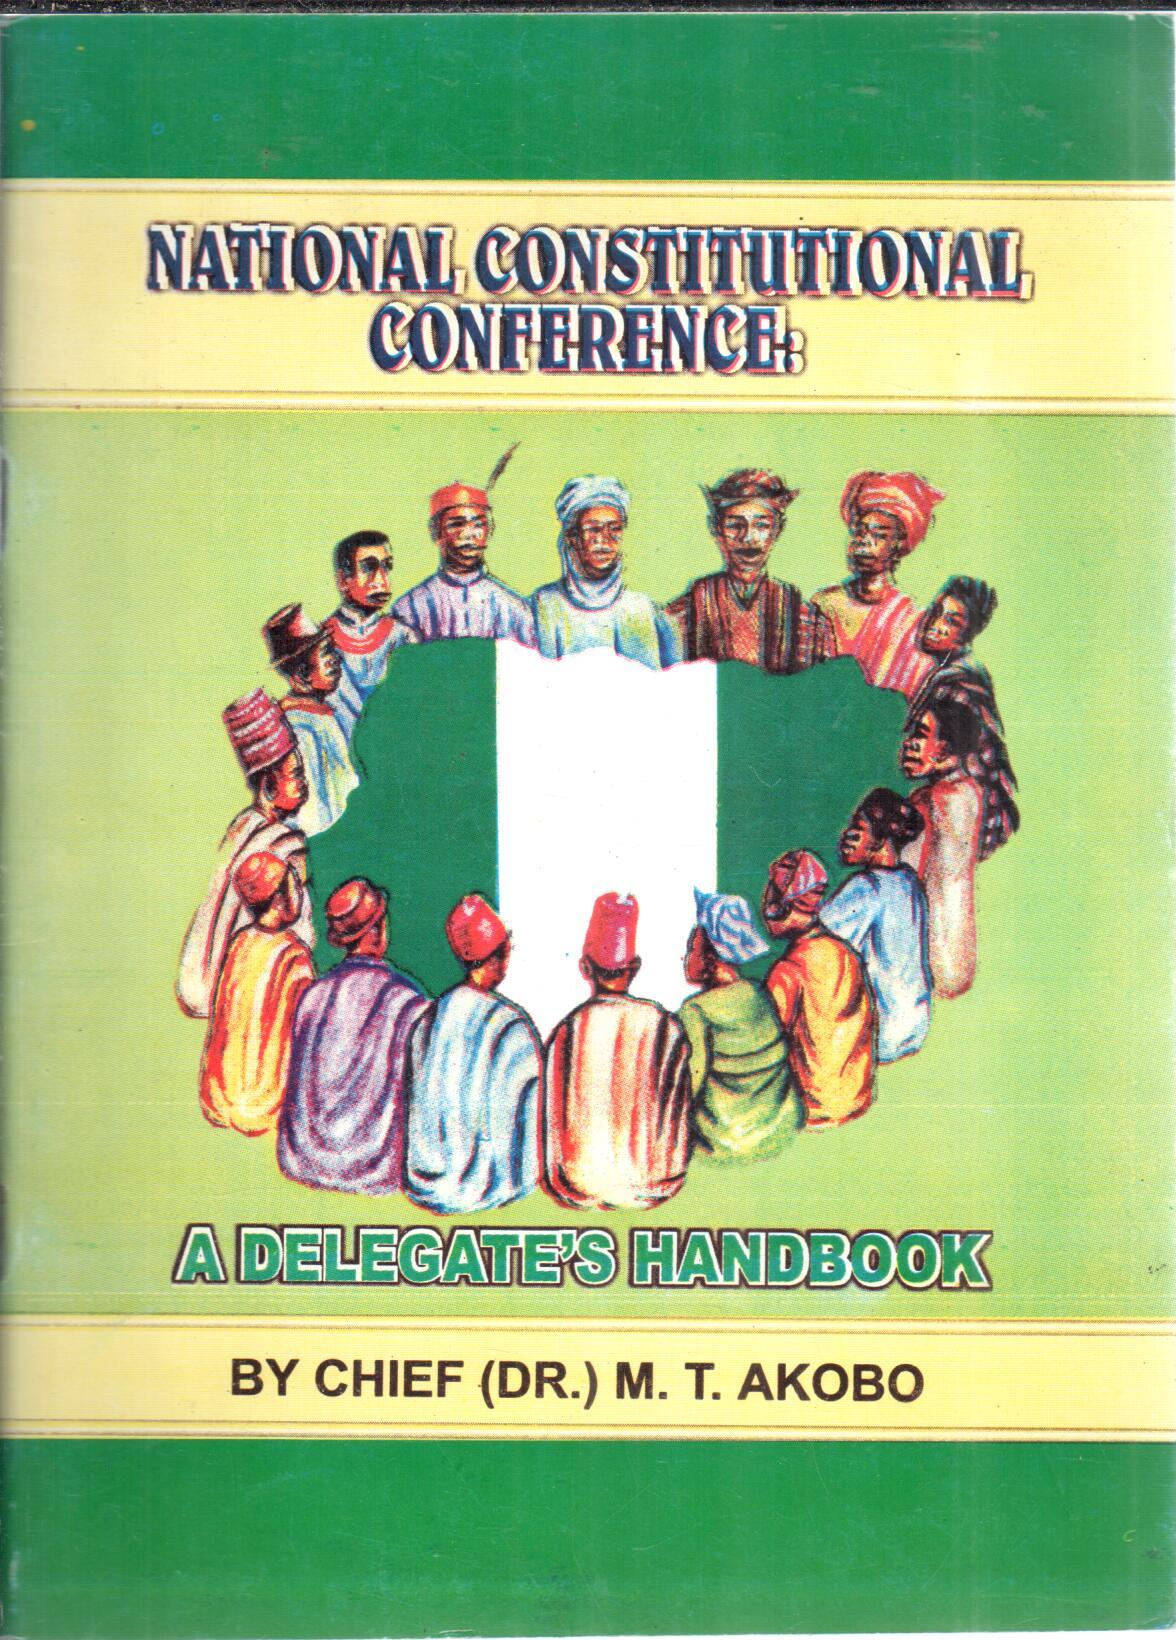 NATIONAL CONSTITUTIONAL
CONFERENCE:
A DELEGATE'S HANDBOOK
BY CHIEF (DR.) M. T. AKOBO